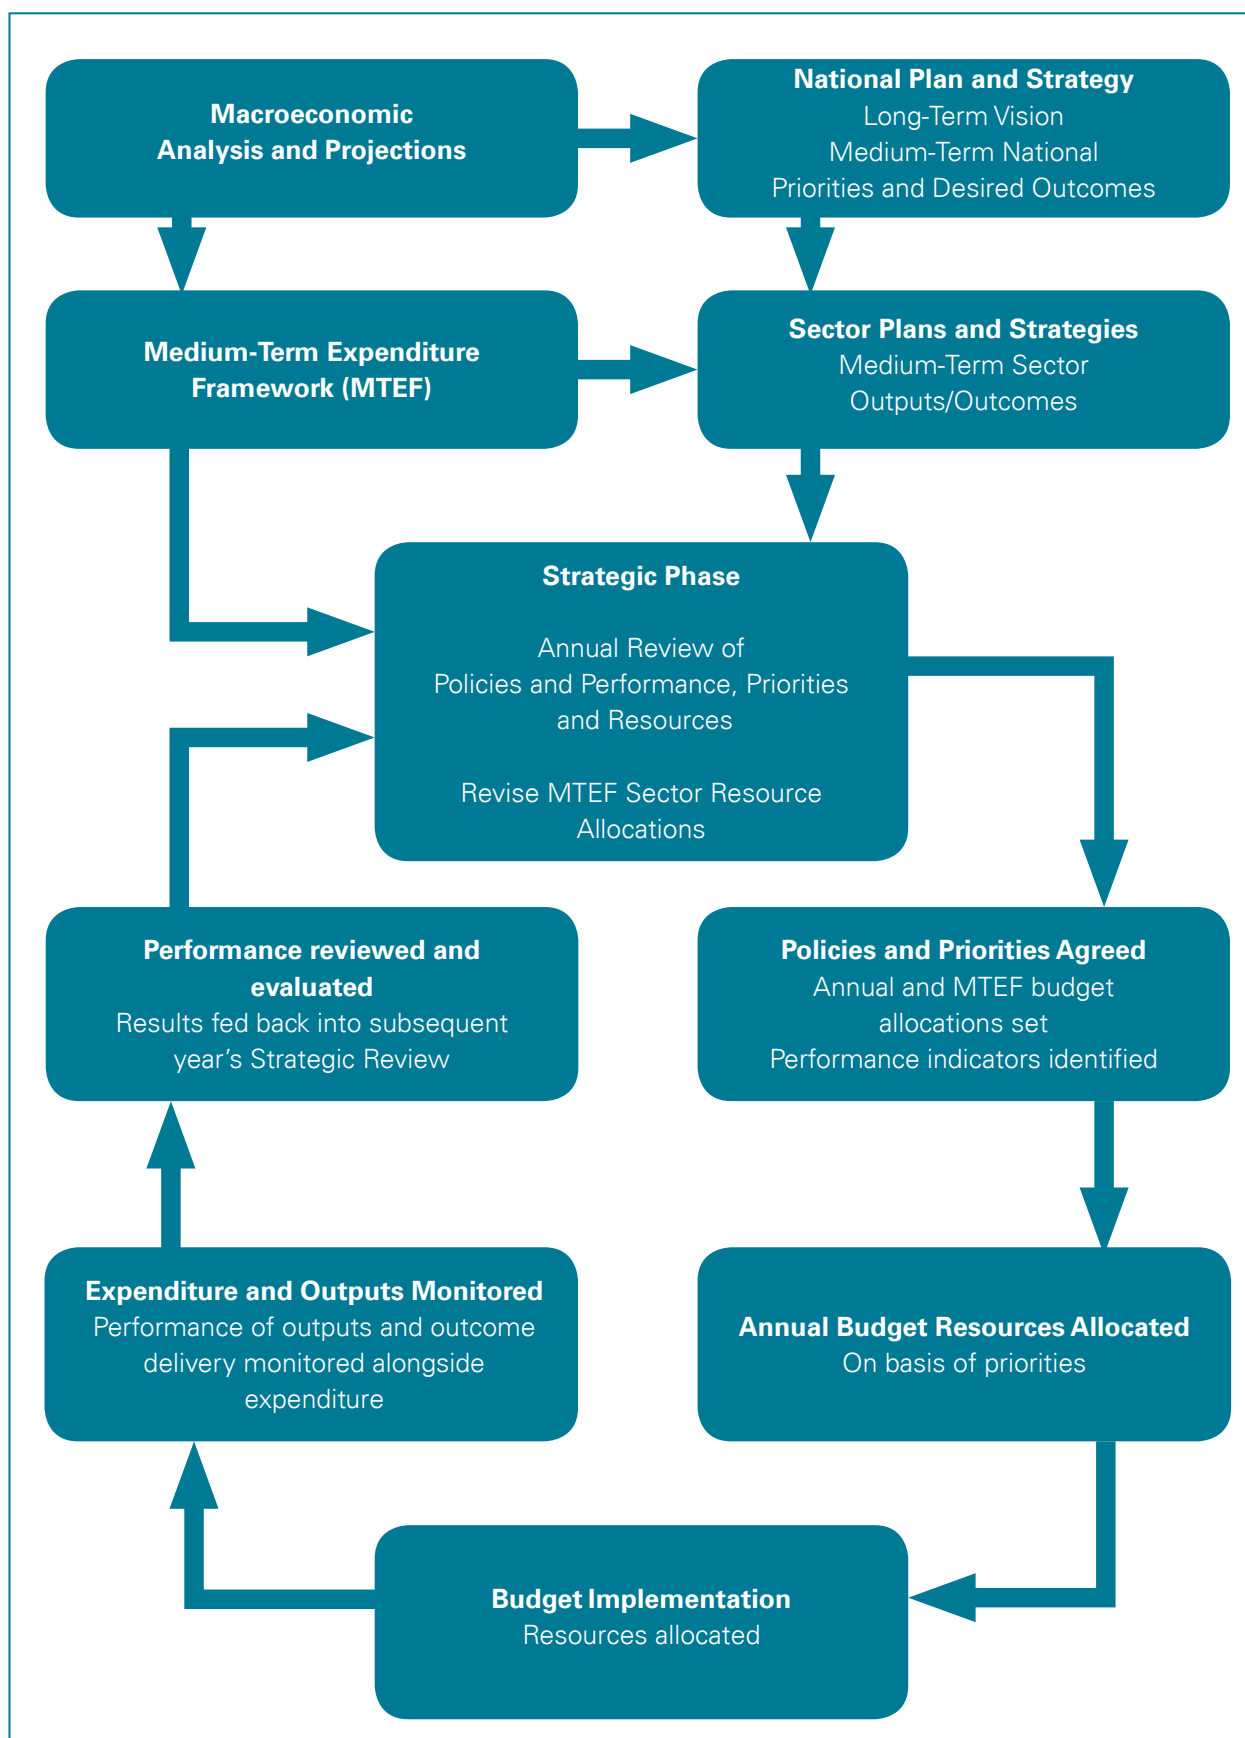 Macroeconomic
Analysis and Projections
National Plan and Strategy
Long-Term Vision
Medium-Term National
Priorities and Desired Outcomes
Medium-Term Expenditure
Framework (MTEF)
Sector Plans and Strategies
Medium-Term Sector
Outputs/Outcomes
Strategic Phase
Annual Review of
Policies and Performance, Priorities
and Resources
Revise MTEF Sector Resource
Allocations
Performance reviewed and
evaluated
Results fed back into subsequent
year’s Strategic Review
Policies and Priorities Agreed
Annual and MTEF budget
allocations set
Performance indicators identified
Expenditure and Outputs Monitored
Performance of outputs and outcome
delivery monitored alongside
expenditure
Annual Budget Resources Allocated
On basis of priorities
Budget Implementation
Resources allocated